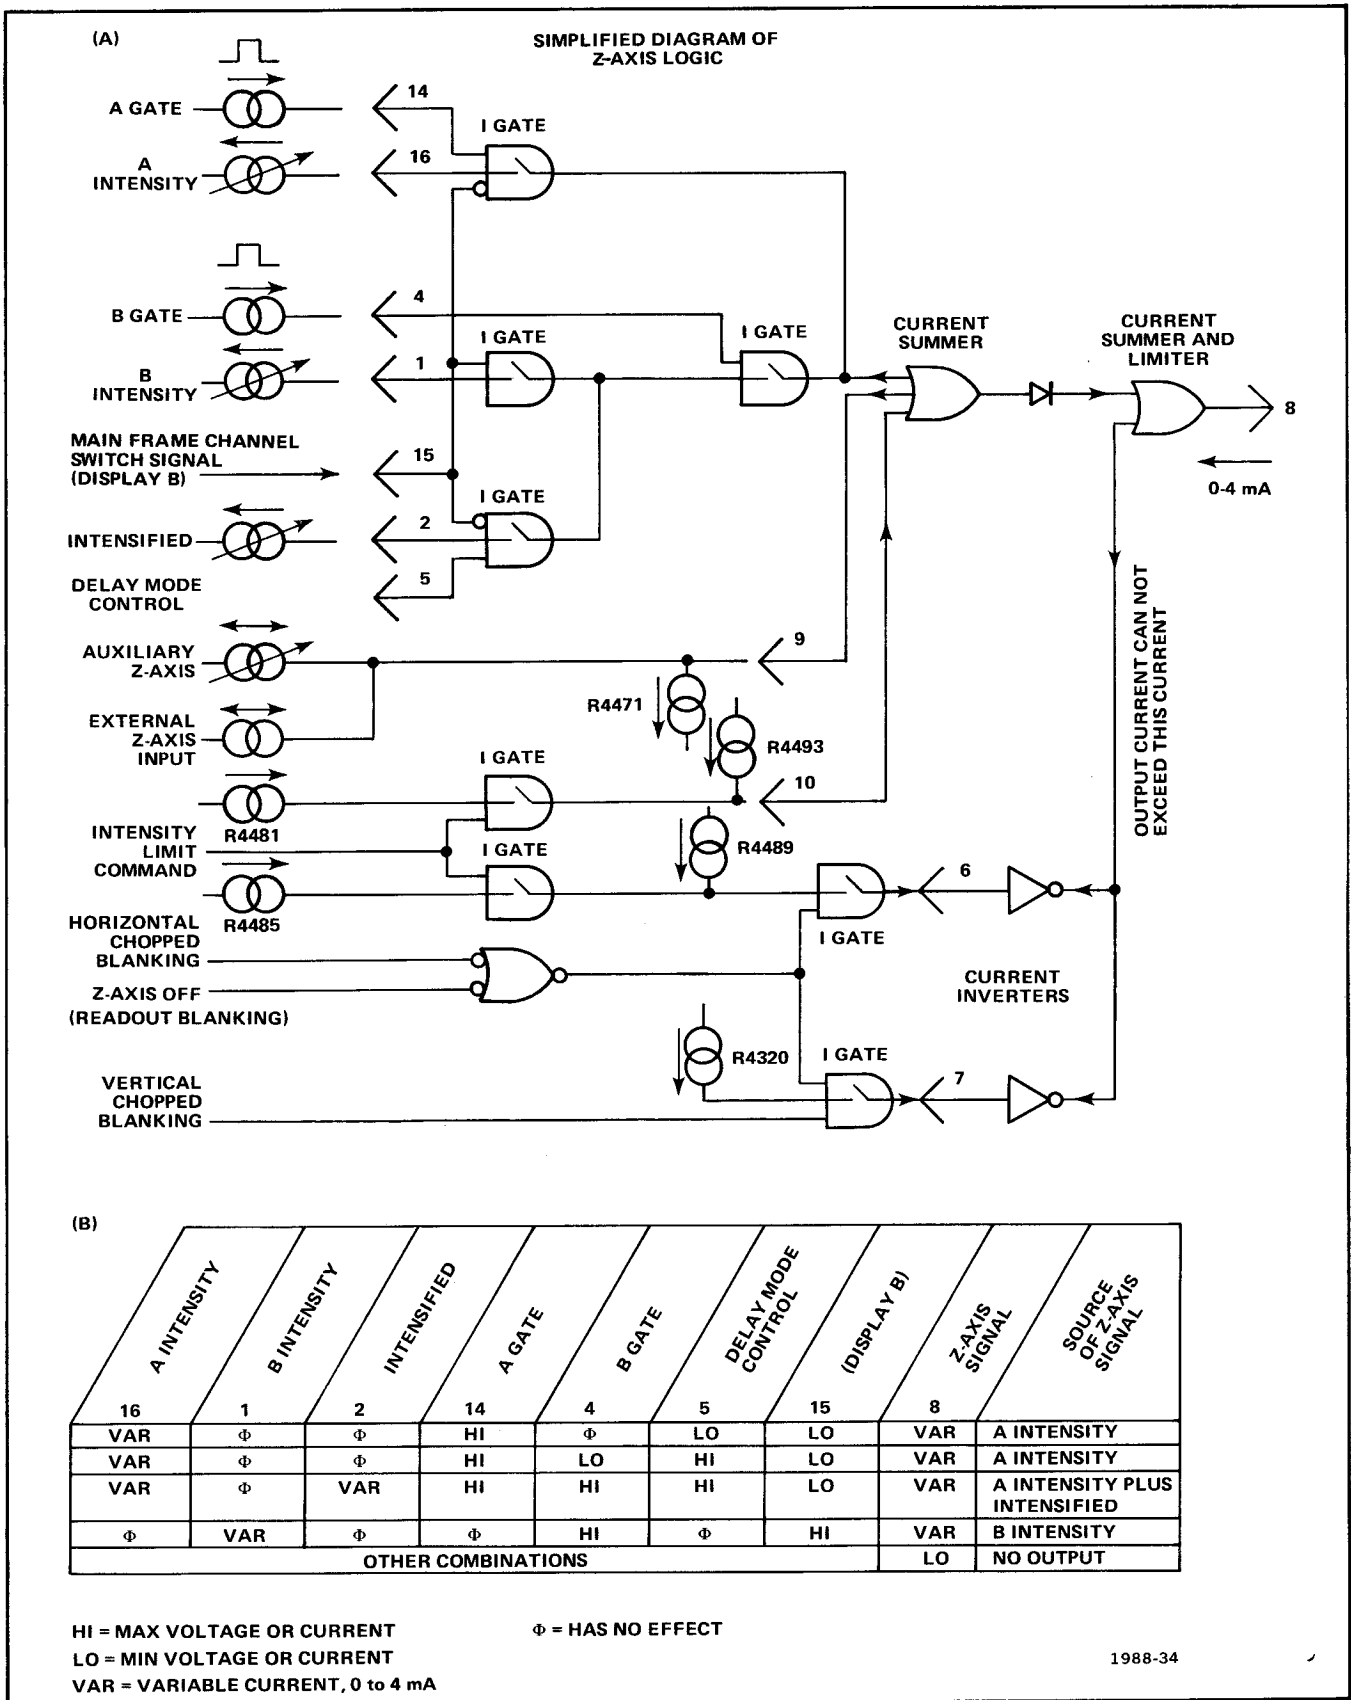 (A)
SIMPLIFIED DIAGRAM OF
Z-AXIS LOGIC
A GATE
14
I GATE
A
INTENSITY
16
B GATE
4
I GATE
I GATE
B
INTENSITY
1
CURRENT
SUMMER
CURRENT
SUMMER AND
LIMITER
8
0-4 mA
MAIN FRAME CHANNEL
SWITCH SIGNAL
(DISPLAY B)
15
I GATE
INTENSIFIED
2
DELAY MODE
CONTROL
5
OUTPUT CURRENT CAN NOT
EXCEED THIS CURRENT
AUXILIARY
Z-AXIS
9
R4471
EXTERNAL
Z-AXIS
INPUT
R4493
I GATE
10
R4481
INTENSITY
LIMIT
COMMAND
I GATE
R4489
R4485
6
I GATE
HORIZONTAL
CHOPPED
BLANKING
Z-AXIS OFF
(READOUT BLANKING)
CURRENT
INVERTERS
R4320
I GATE
7
VERTICAL
CHOPPED
BLANKING
(B)
A INTENSITY
B INTENSITY
INTENSIFIED
A GATE
B GATE
DELAY MODE
CONTROL
(DISPLAY B)
Z-AXIS
SIGNAL
SOURCE
OF Z-AXIS
SIGNAL
16 1 2 14 4 5 15 8
VAR Φ Φ HI Φ LO LO VAR A INTENSITY
VAR Φ Φ HI LO HI LO VAR A INTENSITY
VAR Φ VAR HI HI HI LO VAR A INTENSITY PLUS
INTENSIFIED
Φ VAR Φ Φ HI Φ HI VAR B INTENSITY
OTHER COMBINATIONS LO NO OUTPUT
HI = MAX VOLTAGE OR CURRENT
Φ = HAS NO EFFECT
LO = MIN VOLTAGE OR CURRENT
VAR = VARIABLE CURRENT, 0 to 4 mA
1988-34